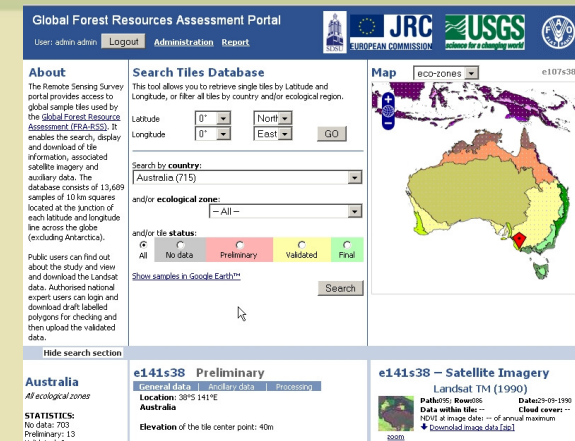 Global Forest Resources Assessment Portal
User: admin admin Logout Administration Report
SDSU
EUROPEAN COMMISSION
JRC
USGS
science for a changing world
About
The Remote Sensing Survey
portal provides access to
global sample tiles used by
the Global Forest Resource
Assessment (FRA-RSS). It
enables the search, display
and download of tile
information, associated
satellite imagery and
auxiliary data. The
database consists of 13,689
samples of 10 km squares
located at the junction of
each latitude and longitude
line across the globe
(excluding Antarctica).
Public users can find out
about the study and view
and download the Landsat
data. Authorised national
expert users can login and
download draft labelled
polygons for checking and
then upload the validated
data.
Hide search section
Search Tiles Database
This tool allows you to retrieve single tiles by Latitude and
Longitude, or filter all tiles by country and/or ecological region.
Latitude 0° North
Longitude 0° East GO
Search by country:
Australia (715)
and/or ecological zone:
-- All --
and/or tile status:
All No data Preliminary Validated Final
Show samples in Google Earth™
Search
Map eco-zones e107s38
Australia
All ecological zones
STATISTICS:
No data: 703
Preliminary: 13
e141s38 Preliminary
General data | Ancillary data | Processing
Location: 38°S 141°E
Australia
Elevation of the tile center point: 40m
e141s38 — Satellite Imagery
Landsat TM (1990)
Path:095; Row:086 Date:29-09-1990
Data within tile: -- Cloud cover: --
NDVI at image date: -- of annual maximum
Download image data [zip]
zoom